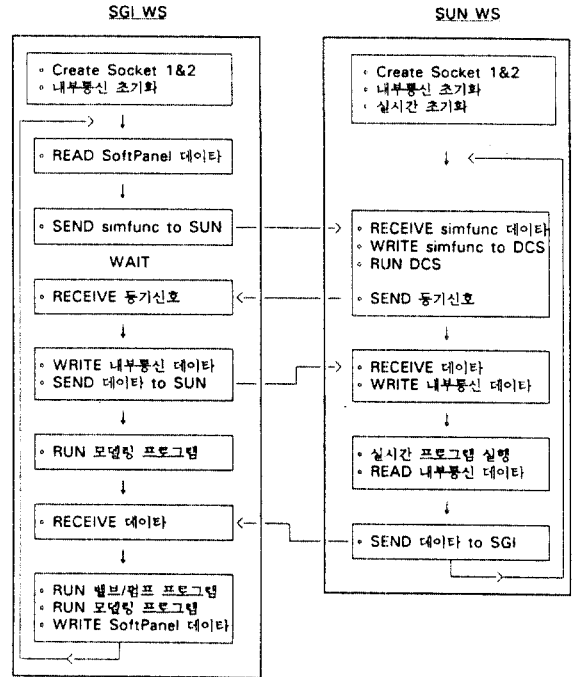 SGI WS
◦ Create Socket 1&2
◦ 내부통신 초기화
◦ READ SoftPanel 데이타
◦ SEND simfunc to SUN
WAIT
◦ RECEIVE 동기신호
◦ WRITE 내부통신 데이타
◦ SEND 데이타 to SUN
◦ RUN 모델링 프로그램
◦ RECEIVE 데이타
◦ RUN 밸브/펌프 프로그램
◦ RUN 모델링 프로그램
◦ WRITE SoftPanel 데이타
SUN WS
◦ Create Socket 1&2
◦ 내부통신 초기화
◦ 실시간 초기화
◦ RECEIVE simfunc 데이타
◦ WRITE simfunc to DCS
◦ RUN DCS
◦ SEND 동기신호
◦ RECEIVE 데이타
◦ WRITE 내부통신 데이타
◦ 실시간 프로그램 실행
◦ READ 내부통신 데이타
◦ SEND 데이타 to SGI